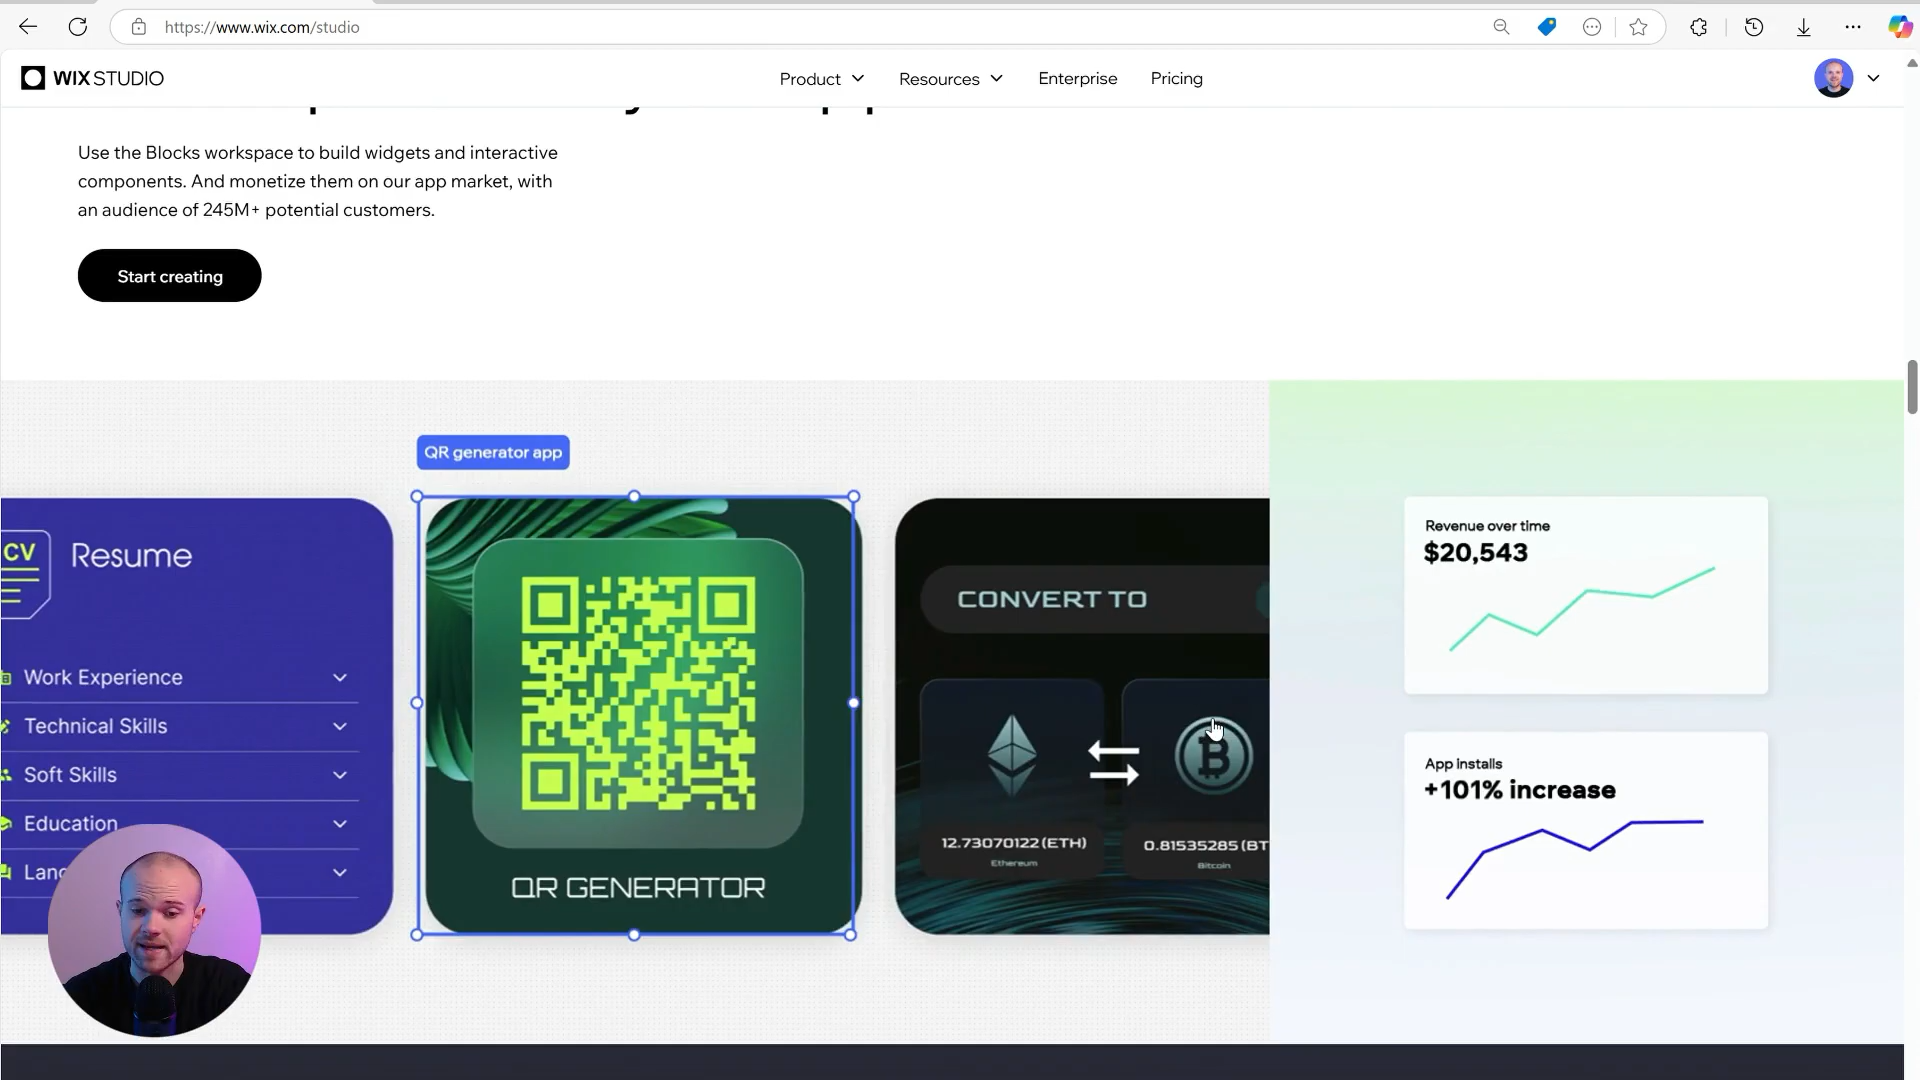 https://www.wix.com/studio
WIX STUDIO
Product
Resources
Enterprise
Pricing
Use the Blocks workspace to build widgets and interactive
components. And monetize them on our app market, with
an audience of 245M+ potential customers.
Start creating
QR generator app
CV
Resume
Work Experience
Technical Skills
Soft Skills
Education
QR GENERATOR
CONVERT TO
12.73070122 (ETH)
Ethereum
0.81535285 (BT
Bitcoin
Revenue over time
$20,543
App installs
+101% increase